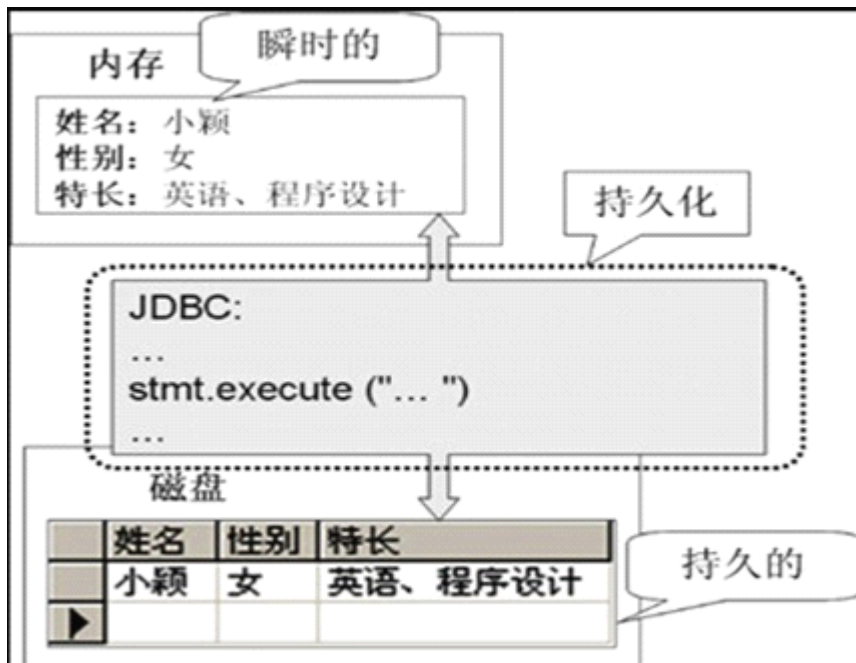 瞬时的
内存
姓名：小颖
性别：女
特长：英语、程序设计
持久化
JDBC:
...
stmt.execute ("... ")
...
磁盘
姓名 性别 特长
小颖 女 英语、程序设计
持久的